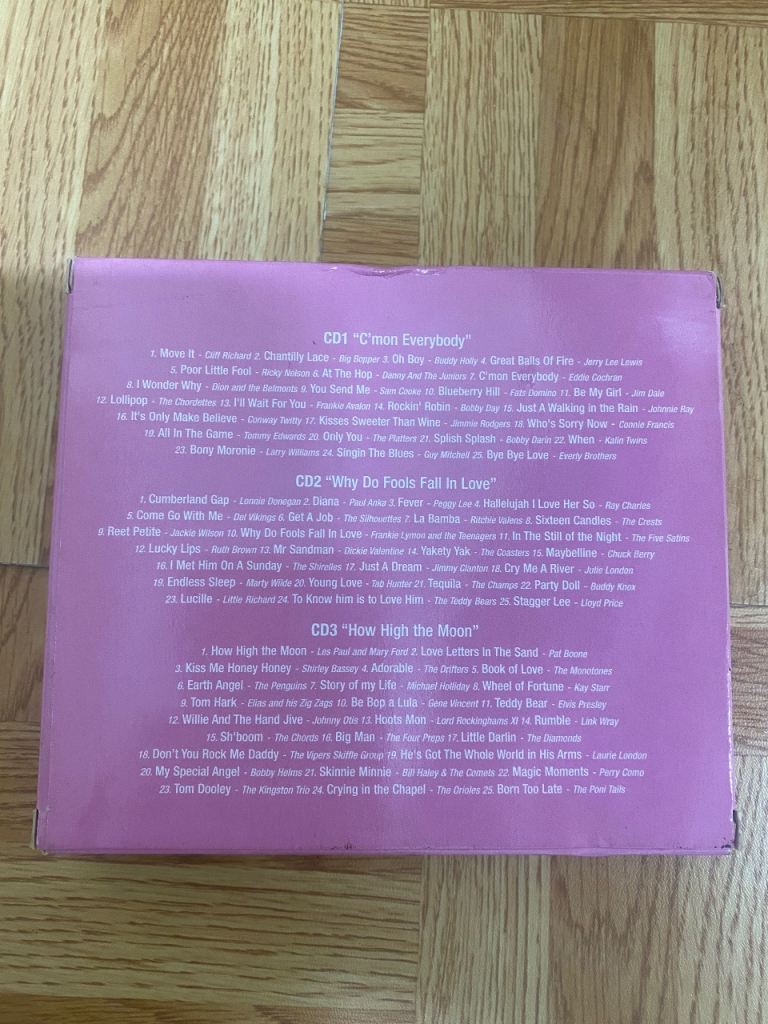 CD1 “C’mon Everybody”
1. Move It - Cliff Richard 2. Chantilly Lace - Big Bopper 3. Oh Boy - Buddy Holly 4. Great Balls Of Fire - Jerry Lee Lewis
5. Poor Little Fool - Ricky Nelson 6. At The Hop - Danny And The Juniors 7. C'mon Everybody - Eddie Cochran
8. I Wonder Why - Dion and the Belmonts 9. You Send Me - Sam Cooke 10. Blueberry Hill - Fats Domino 11. Be My Girl - Jim Dale
12. Lollipop - The Chordettes 13. I'll Wait For You - Frankie Avalon 14. Rockin' Robin - Bobby Day 15. Just A Walking in the Rain - Johnnie Ray
16. It's Only Make Believe - Conway Twitty 17. Kisses Sweeter Than Wine - Jimmie Rodgers 18. Who's Sorry Now - Connie Francis
19. All In The Game - Tommy Edwards 20. Only You - The Platters 21. Splish Splash - Bobby Darin 22. When - Kalin Twins
23. Bony Moronie - Larry Williams 24. Singin The Blues - Guy Mitchell 25. Bye Bye Love - Everly Brothers
CD2 “Why Do Fools Fall In Love”
1. Cumberland Gap - Lonnie Donegan 2. Diana - Paul Anka 3. Fever - Peggy Lee 4. Hallelujah I Love Her So - Ray Charles
5. Come Go With Me - Del Vikings 6. Get A Job - The Silhouettes 7. La Bamba - Ritchie Valens 8. Sixteen Candles - The Crests
9. Reet Petite - Jackie Wilson 10. Why Do Fools Fall In Love - Frankie Lymon and the Teenagers 11. In The Still of the Night - The Five Satins
12. Lucky Lips - Ruth Brown 13. Mr Sandman - Dickie Valentine 14. Yakety Yak - The Coasters 15. Maybelline - Chuck Berry
16. I Met Him On A Sunday - The Shirelles 17. Just A Dream - Jimmy Clanton 18. Cry Me A River - Julie London
19. Endless Sleep - Marty Wilde 20. Young Love - Tab Hunter 21. Tequila - The Champs 22. Party Doll - Buddy Knox
23. Lucille - Little Richard 24. To Know him is to Love Him - The Teddy Bears 25. Stagger Lee - Lloyd Price
CD3 “How High the Moon”
1. How High the Moon - Les Paul and Mary Ford 2. Love Letters In The Sand - Pat Boone
3. Kiss Me Honey Honey - Shirley Bassey 4. Adorable - The Drifters 5. Book of Love - The Monotones
6. Earth Angel - The Penguins 7. Story of my Life - Michael Holliday 8. Wheel of Fortune - Kay Starr
9. Tom Hark - Elias and his Zig Zags 10. Be Bop a Lula - Gene Vincent 11. Teddy Bear - Elvis Presley
12. Willie And The Hand Jive - Johnny Otis 13. Hoots Mon - Lord Rockinghams XI 14. Rumble - Link Wray
15. Sh'boom - The Chords 16. Big Man - The Four Preps 17. Little Darlin - The Diamonds
18. Don't You Rock Me Daddy - The Vipers Skiffle Group 19. He's Got The Whole World in His Arms - Laurie London
20. My Special Angel - Bobby Helms 21. Skinnie Minnie - Bill Haley & The Comets 22. Magic Moments - Perry Como
23. Tom Dooley - The Kingston Trio 24. Crying in the Chapel - The Orioles 25. Born Too Late - The Poni Tails